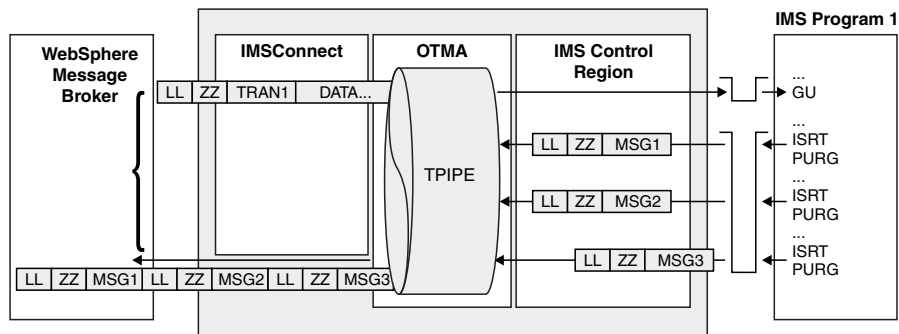 IMS Program 1
WebSphere
Message
Broker
IMSConnect
OTMA
IMS Control
Region
LL ZZ TRAN1 DATA...
...
GU
...
LL ZZ MSG1
ISRT
PURG
TPIPE
...
LL ZZ MSG2
ISRT
PURG
...
LL ZZ MSG3
ISRT
PURG
LL ZZ MSG1 LL ZZ MSG2 LL ZZ MSG3